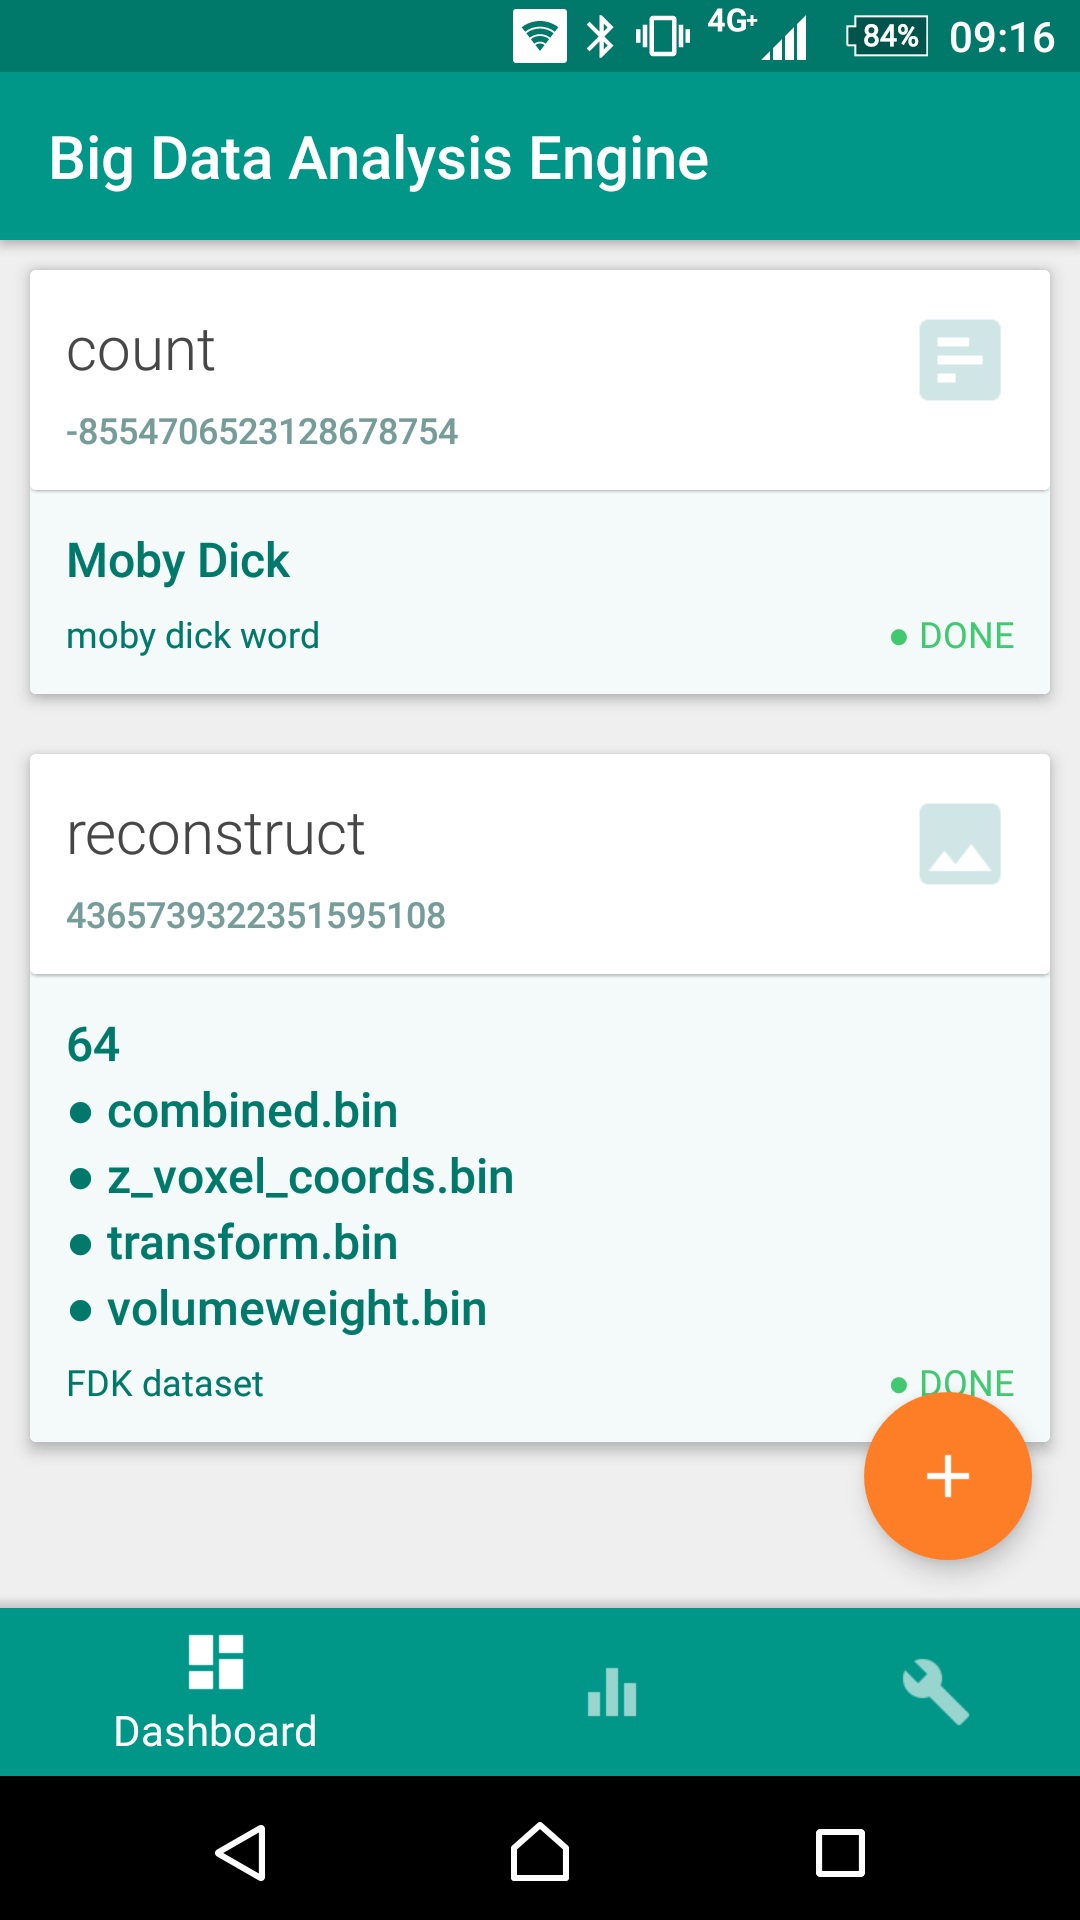 4G+ 84% 09:16
Big Data Analysis Engine
count
-8554706523128678754
Moby Dick
moby dick word
● DONE
reconstruct
4365739322351595108
64
● combined.bin
● z_voxel_coords.bin
● transform.bin
● volumeweight.bin
FDK dataset
● DONE
Dashboard